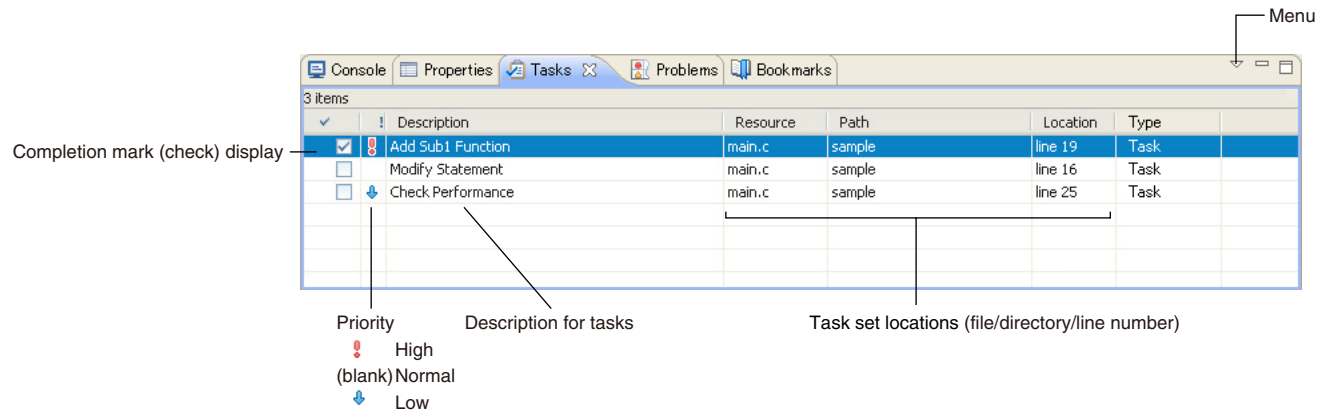 Menu
Console Properties Tasks Problems Bookmarks
3 items
! Description Resource Path Location Type
Completion mark (check) display
Add Sub1 Function main.c sample line 19 Task
Modify Statement main.c sample line 16 Task
Check Performance main.c sample line 25 Task
Priority Description for tasks Task set locations (file/directory/line number)
High
(blank) Normal
Low